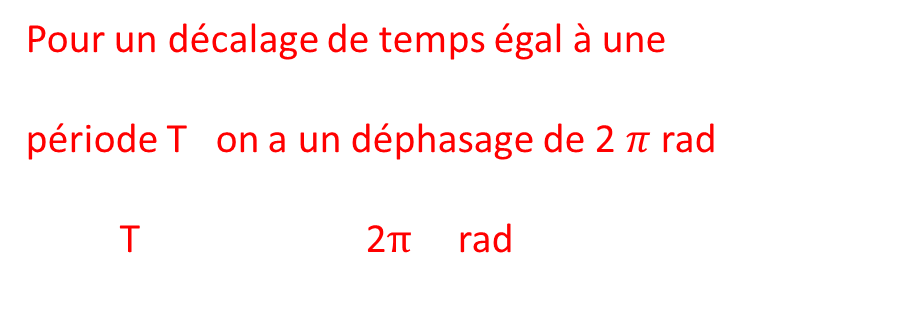 Pour un décalage de temps égal à une
période T on a un déphasage de 2 π rad
T 2π rad